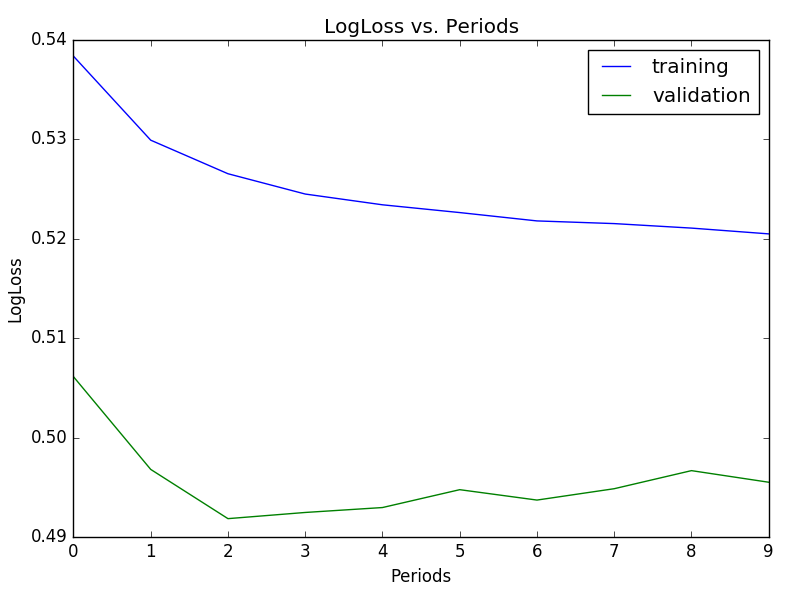 LogLoss vs. Periods
0.54
0.53
0.52
0.51
0.50
0.49
LogLoss
training
validation
0 1 2 3 4 5 6 7 8 9
Periods